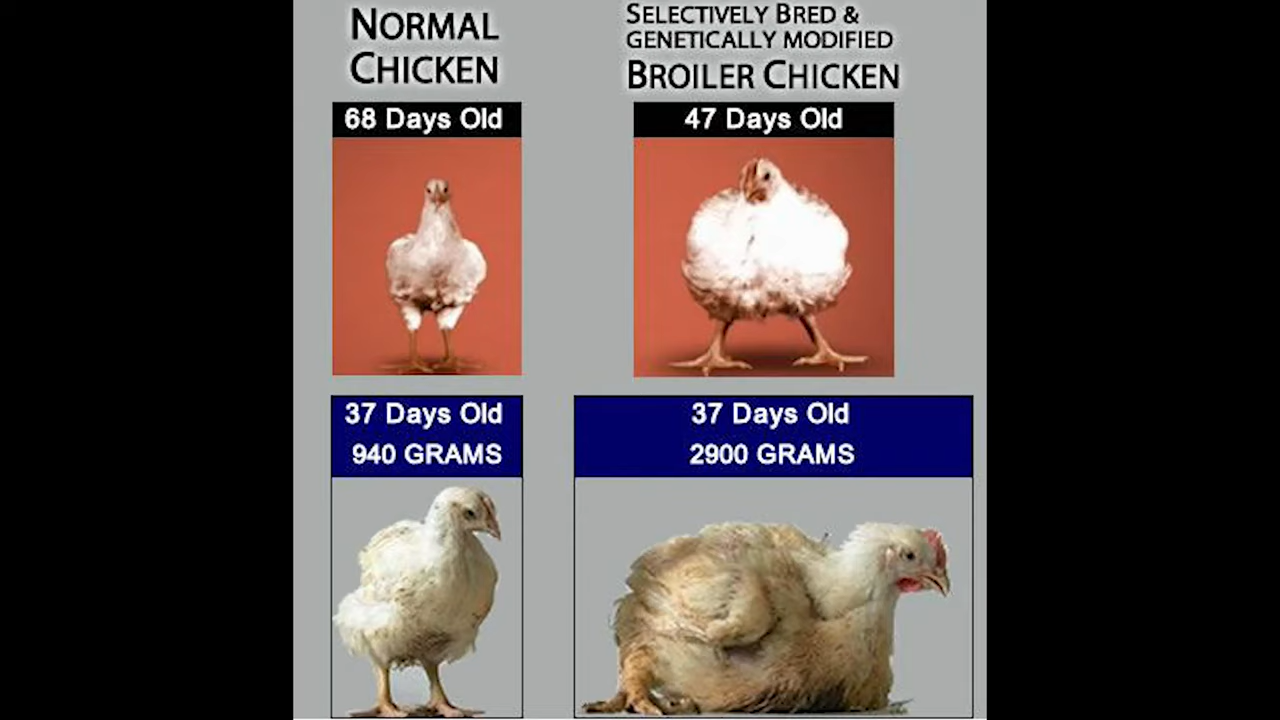 NORMAL
CHICKEN
68 Days Old
37 Days Old
940 GRAMS
SELECTIVELY BRED &
GENETICALLY MODIFIED
BROILER CHICKEN
47 Days Old
37 Days Old
2900 GRAMS